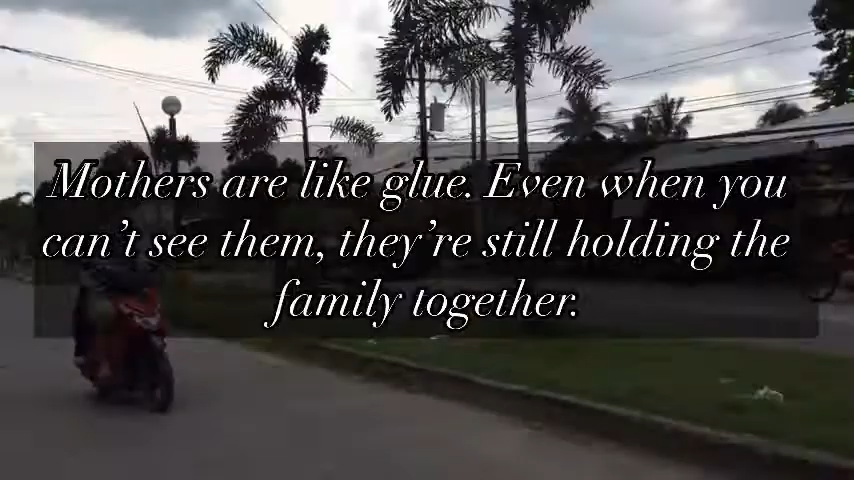 Mothers are like glue. Even when you
can’t see them, they’re still holding the
family together.